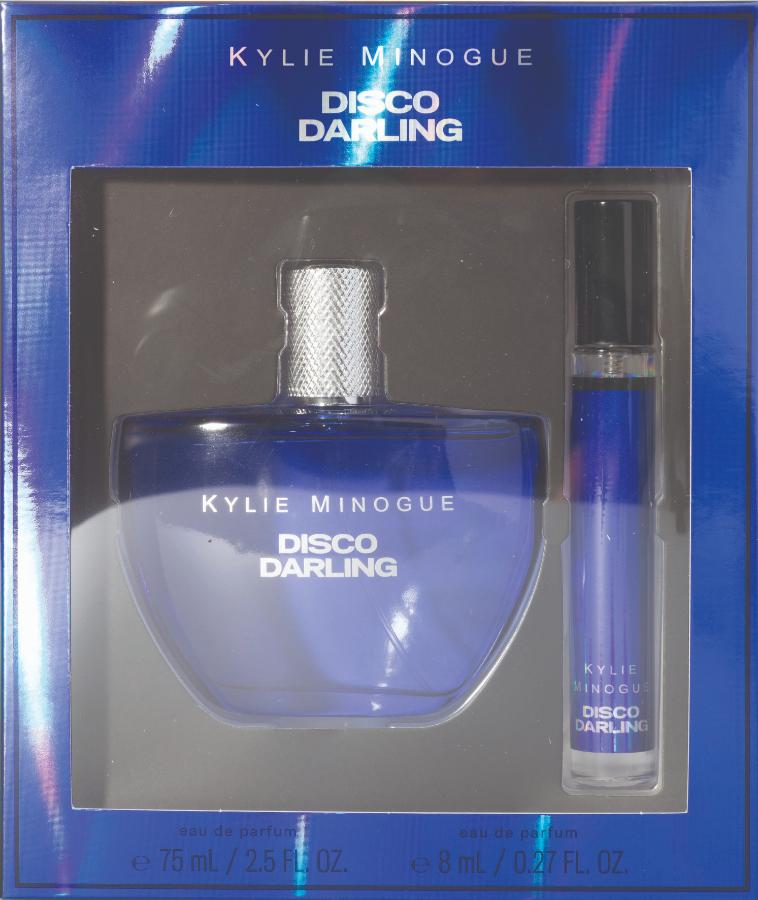 KYLIE MINOGUE
DISCO
DARLING
KYLIE MINOGUE
DISCO
DARLING
KYLIE
MINOGUE
DISCO
DARLING
eau de parfum
℮ 75 mL / 2.5 FL. OZ.
eau de parfum
℮ 8 mL / 0.27 FL. OZ.